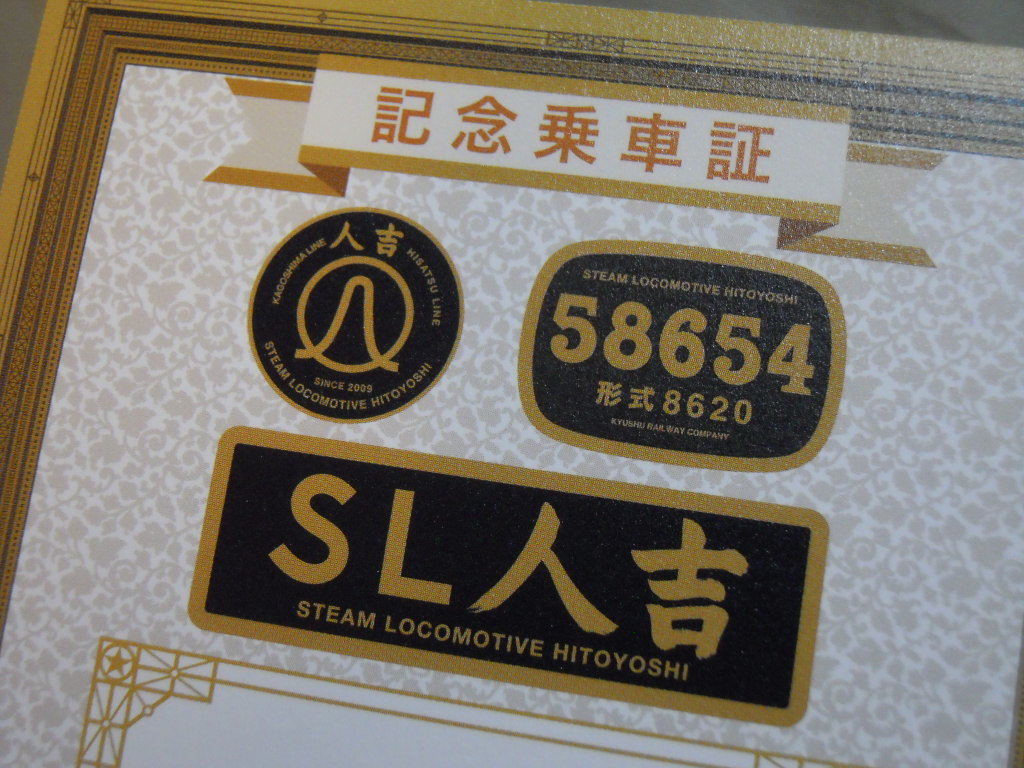 記念乗車証
人吉
KAGOSHIMA LINE
HISATSU LINE
SINCE 2009
STEAM LOCOMOTIVE HITOYOSHI
STEAM LOCOMOTIVE HITOYOSHI
58654
形式8620
KYUSHU RAILWAY COMPANY
SL人吉
STEAM LOCOMOTIVE HITOYOSHI